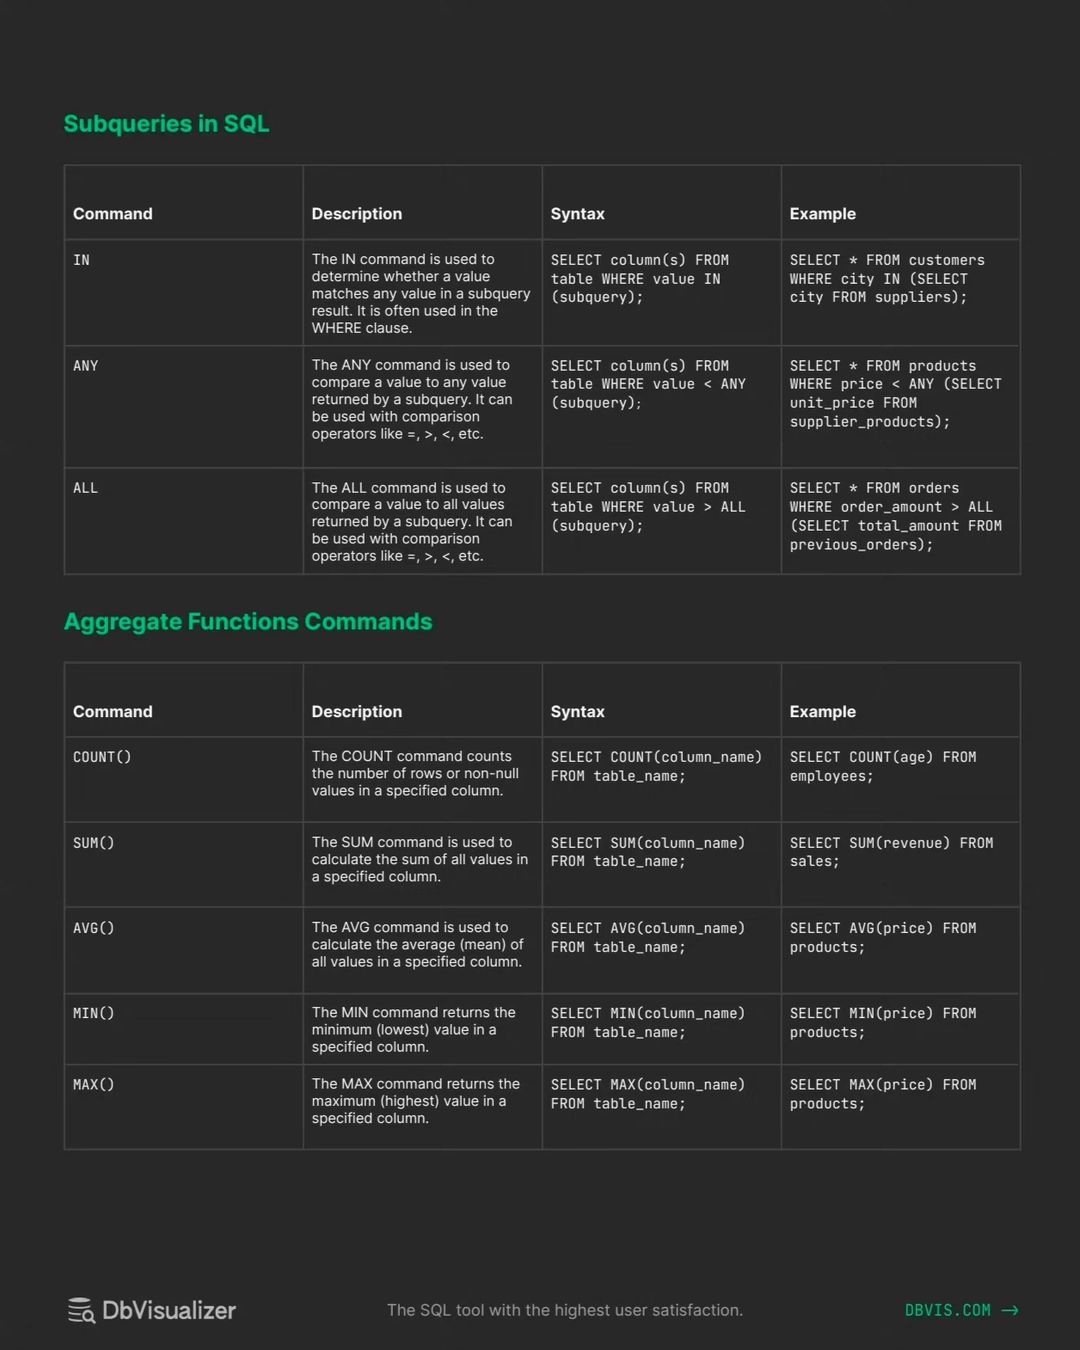 Subqueries in SQL
Command
Description
Syntax
Example
IN
The IN command is used to
determine whether a value
matches any value in a subquery
result. It is often used in the
WHERE clause.
SELECT column(s) FROM
table WHERE value IN
(subquery);
SELECT * FROM customers
WHERE city IN (SELECT
city FROM suppliers);
ANY
The ANY command is used to
compare a value to any value
returned by a subquery. It can
be used with comparison
operators like =, >, <, etc.
SELECT column(s) FROM
table WHERE value < ANY
(subquery);
SELECT * FROM products
WHERE price < ANY (SELECT
unit_price FROM
supplier_products);
ALL
The ALL command is used to
compare a value to all values
returned by a subquery. It can
be used with comparison
operators like =, >, <, etc.
SELECT column(s) FROM
table WHERE value > ALL
(subquery);
SELECT * FROM orders
WHERE order_amount > ALL
(SELECT total_amount FROM
previous_orders);
Aggregate Functions Commands
Command
Description
Syntax
Example
COUNT()
The COUNT command counts
the number of rows or non-null
values in a specified column.
SELECT COUNT(column_name)
FROM table_name;
SELECT COUNT(age) FROM
employees;
SUM()
The SUM command is used to
calculate the sum of all values in
a specified column.
SELECT SUM(column_name)
FROM table_name;
SELECT SUM(revenue) FROM
sales;
AVG()
The AVG command is used to
calculate the average (mean) of
all values in a specified column.
SELECT AVG(column_name)
FROM table_name;
SELECT AVG(price) FROM
products;
MIN()
The MIN command returns the
minimum (lowest) value in a
specified column.
SELECT MIN(column_name)
FROM table_name;
SELECT MIN(price) FROM
products;
MAX()
The MAX command returns the
maximum (highest) value in a
specified column.
SELECT MAX(column_name)
FROM table_name;
SELECT MAX(price) FROM
products;
DbVisualizer
The SQL tool with the highest user satisfaction.
DBVIS.COM →